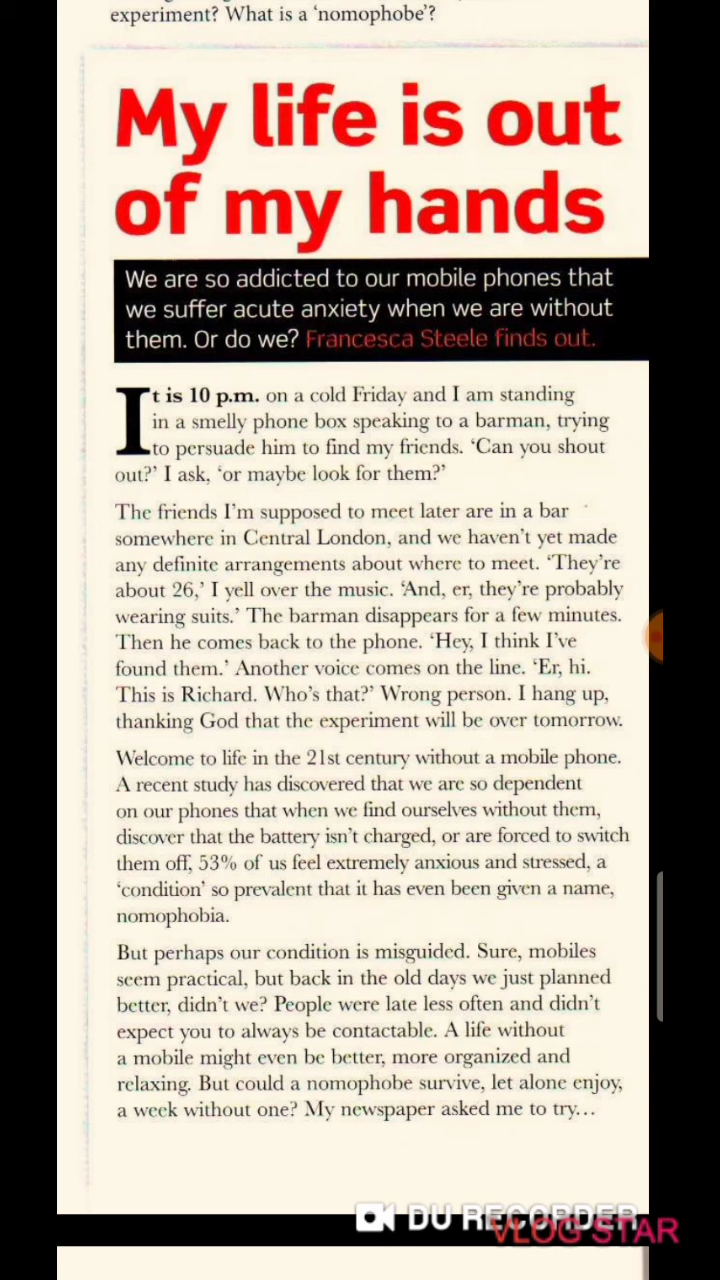 experiment? What is a ‘nomophobe’?
My life is out
of my hands
We are so addicted to our mobile phones that
we suffer acute anxiety when we are without
them. Or do we? Francesca Steele finds out.
It is 10 p.m. on a cold Friday and I am standing
in a smelly phone box speaking to a barman, trying
to persuade him to find my friends. ‘Can you shout
out?’ I ask, ‘or maybe look for them?’
The friends I’m supposed to meet later are in a bar
somewhere in Central London, and we haven’t yet made
any definite arrangements about where to meet. ‘They’re
about 26,’ I yell over the music. ‘And, er, they’re probably
wearing suits.’ The barman disappears for a few minutes.
Then he comes back to the phone. ‘Hey, I think I’ve
found them.’ Another voice comes on the line. ‘Er, hi.
This is Richard. Who’s that?’ Wrong person. I hang up,
thanking God that the experiment will be over tomorrow.
Welcome to life in the 21st century without a mobile phone.
A recent study has discovered that we are so dependent
on our phones that when we find ourselves without them,
discover that the battery isn’t charged, or are forced to switch
them off, 53% of us feel extremely anxious and stressed, a
‘condition’ so prevalent that it has even been given a name,
nomophobia.
But perhaps our condition is misguided. Sure, mobiles
seem practical, but back in the old days we just planned
better, didn’t we? People were late less often and didn’t
expect you to always be contactable. A life without
a mobile might even be better, more organized and
relaxing. But could a nomophobe survive, let alone enjoy,
a week without one? My newspaper asked me to try…
DU RECORDER
VLOG STAR